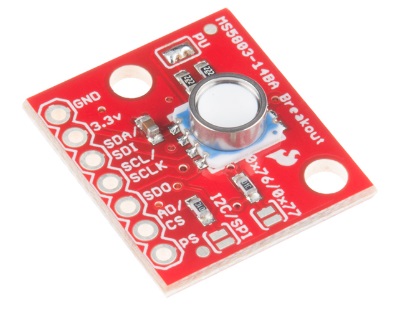 MS5803-14BA Breakout
PU
GND
3.3v
SDA/
SDI
SCL/
SCLK
SDO
AD/
CS
PS
I2C/SPI
0x76/0x77